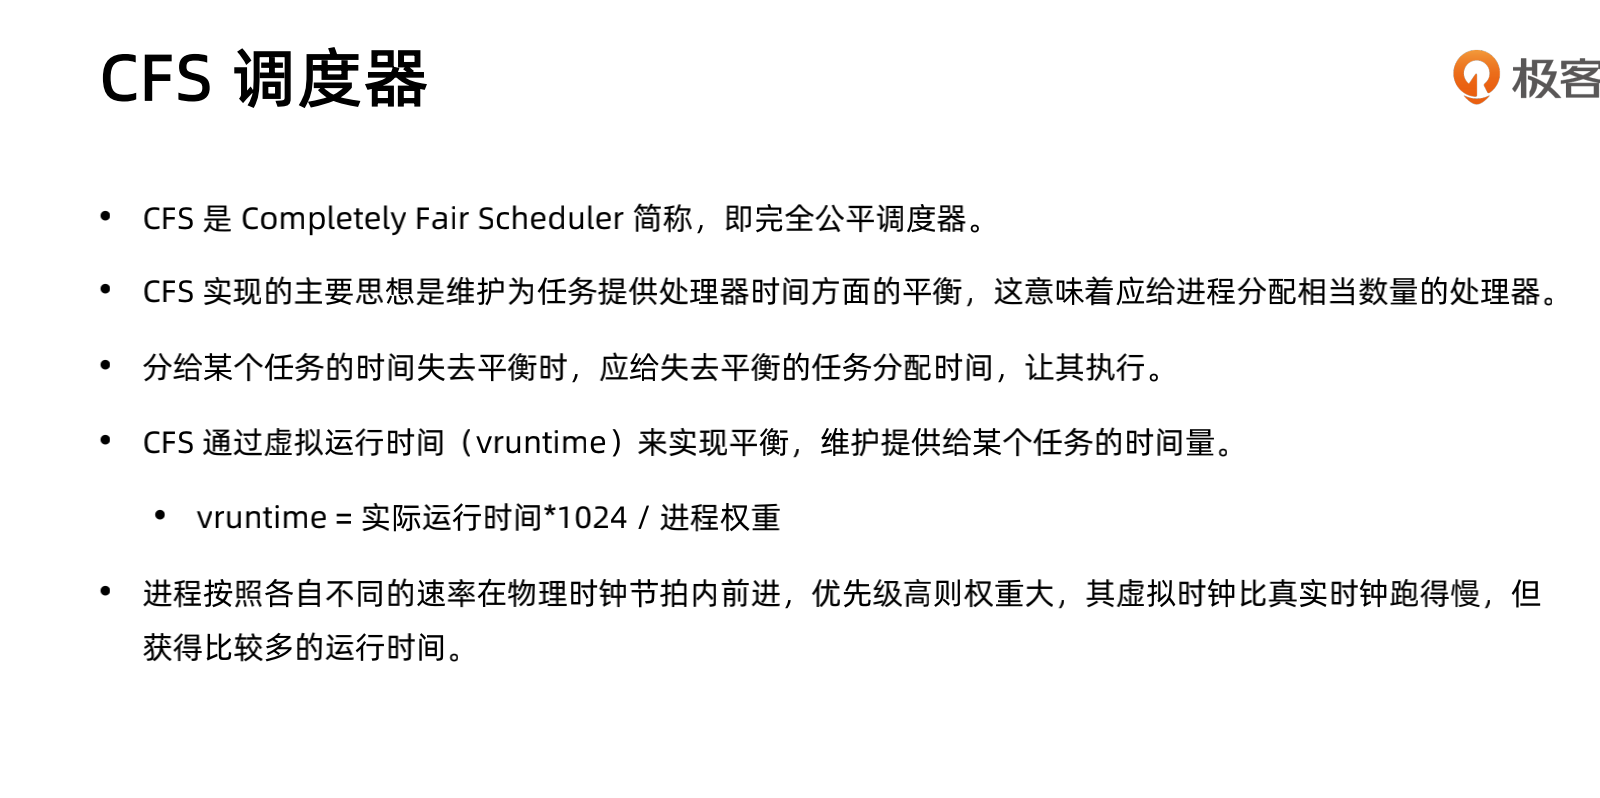 CFS 调度器
极客
• CFS 是 Completely Fair Scheduler 简称，即完全公平调度器。
• CFS 实现的主要思想是维护为任务提供处理器时间方面的平衡，这意味着应给进程分配相当数量的处理器。
• 分给某个任务的时间失去平衡时，应给失去平衡的任务分配时间，让其执行。
• CFS 通过虚拟运行时间（vruntime）来实现平衡，维护提供给某个任务的时间量。
• vruntime = 实际运行时间*1024 / 进程权重
• 进程按照各自不同的速率在物理时钟节拍内前进，优先级高则权重大，其虚拟时钟比真实时钟跑得慢，但
获得比较多的运行时间。